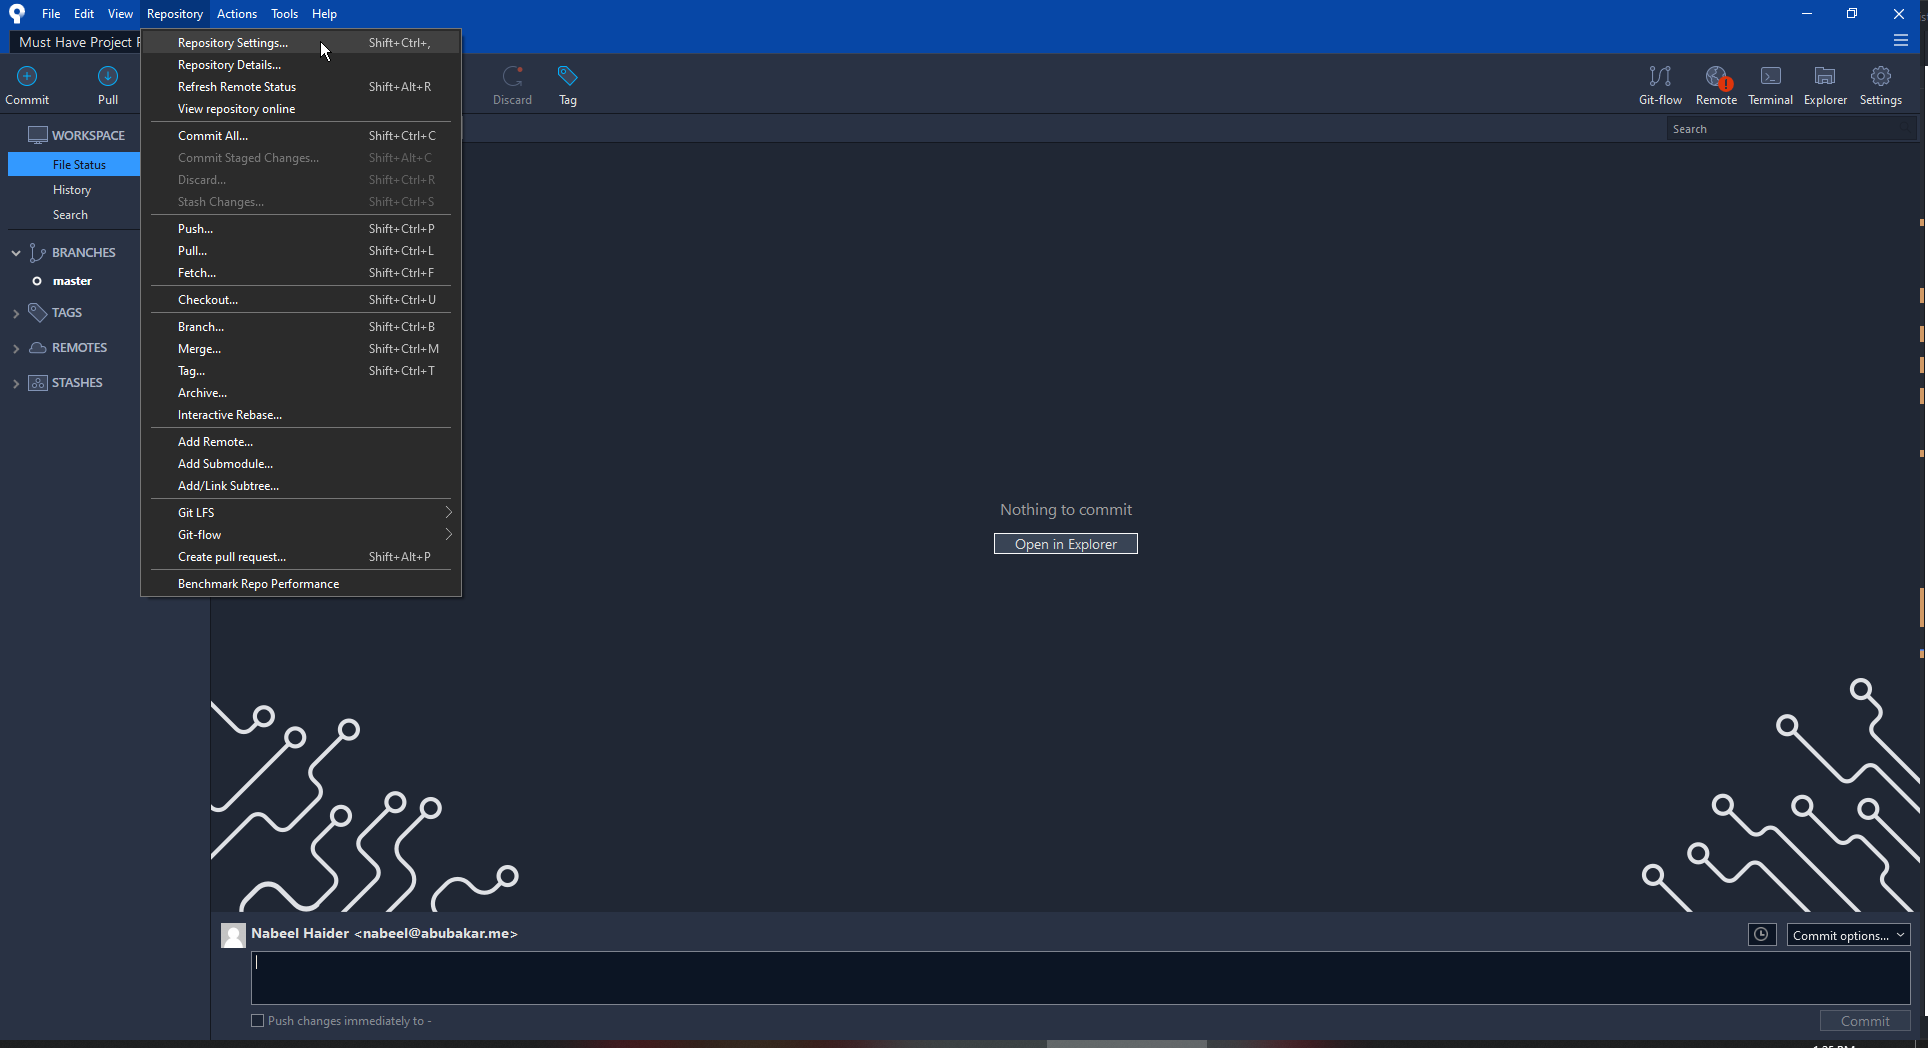 File Edit View Repository Actions Tools Help
Must Have Project
Repository Settings... Shift+Ctrl+,
Repository Details...
Refresh Remote Status Shift+Alt+R
View repository online
Commit All... Shift+Ctrl+C
Commit Staged Changes... Shift+Alt+C
Discard... Shift+Ctrl+R
Stash Changes... Shift+Ctrl+S
Push... Shift+Ctrl+P
Pull... Shift+Ctrl+L
Fetch... Shift+Ctrl+F
Checkout... Shift+Ctrl+U
Branch... Shift+Ctrl+B
Merge... Shift+Ctrl+M
Tag... Shift+Ctrl+T
Archive...
Interactive Rebase...
Add Remote...
Add Submodule...
Add/Link Subtree...
Git LFS
Git-flow
Create pull request... Shift+Alt+P
Benchmark Repo Performance
Commit Pull Discard Tag Git-flow Remote Terminal Explorer Settings
Search
WORKSPACE
File Status
History
Search
BRANCHES
master
TAGS
REMOTES
STASHES
Nothing to commit
Open in Explorer
Nabeel Haider <nabeel@abubakar.me>
Commit options...
Push changes immediately to -
Commit